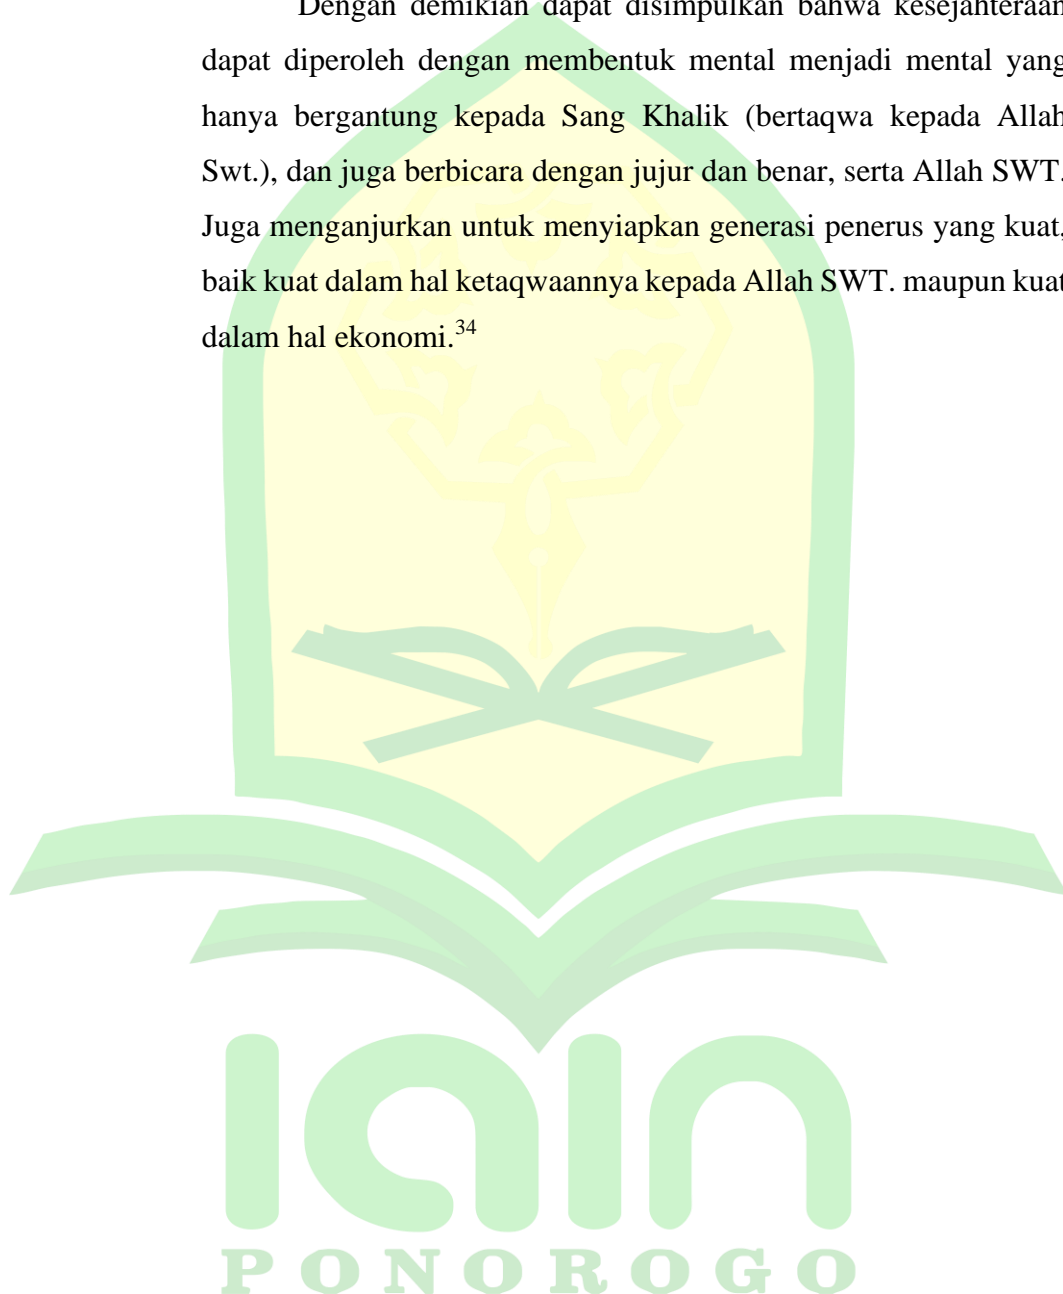 Dengan demikian dapat disimpulkan bahwa kesejahteraan
dapat diperoleh dengan membentuk mental menjadi mental yang
hanya bergantung kepada Sang Khalik (bertaqwa kepada Allah
Swt.), dan juga berbicara dengan jujur dan benar, serta Allah SWT.
Juga menganjurkan untuk menyiapkan generasi penerus yang kuat,
baik kuat dalam hal ketaqwaannya kepada Allah SWT. maupun kuat
dalam hal ekonomi.34
IAIN
PONOROGO